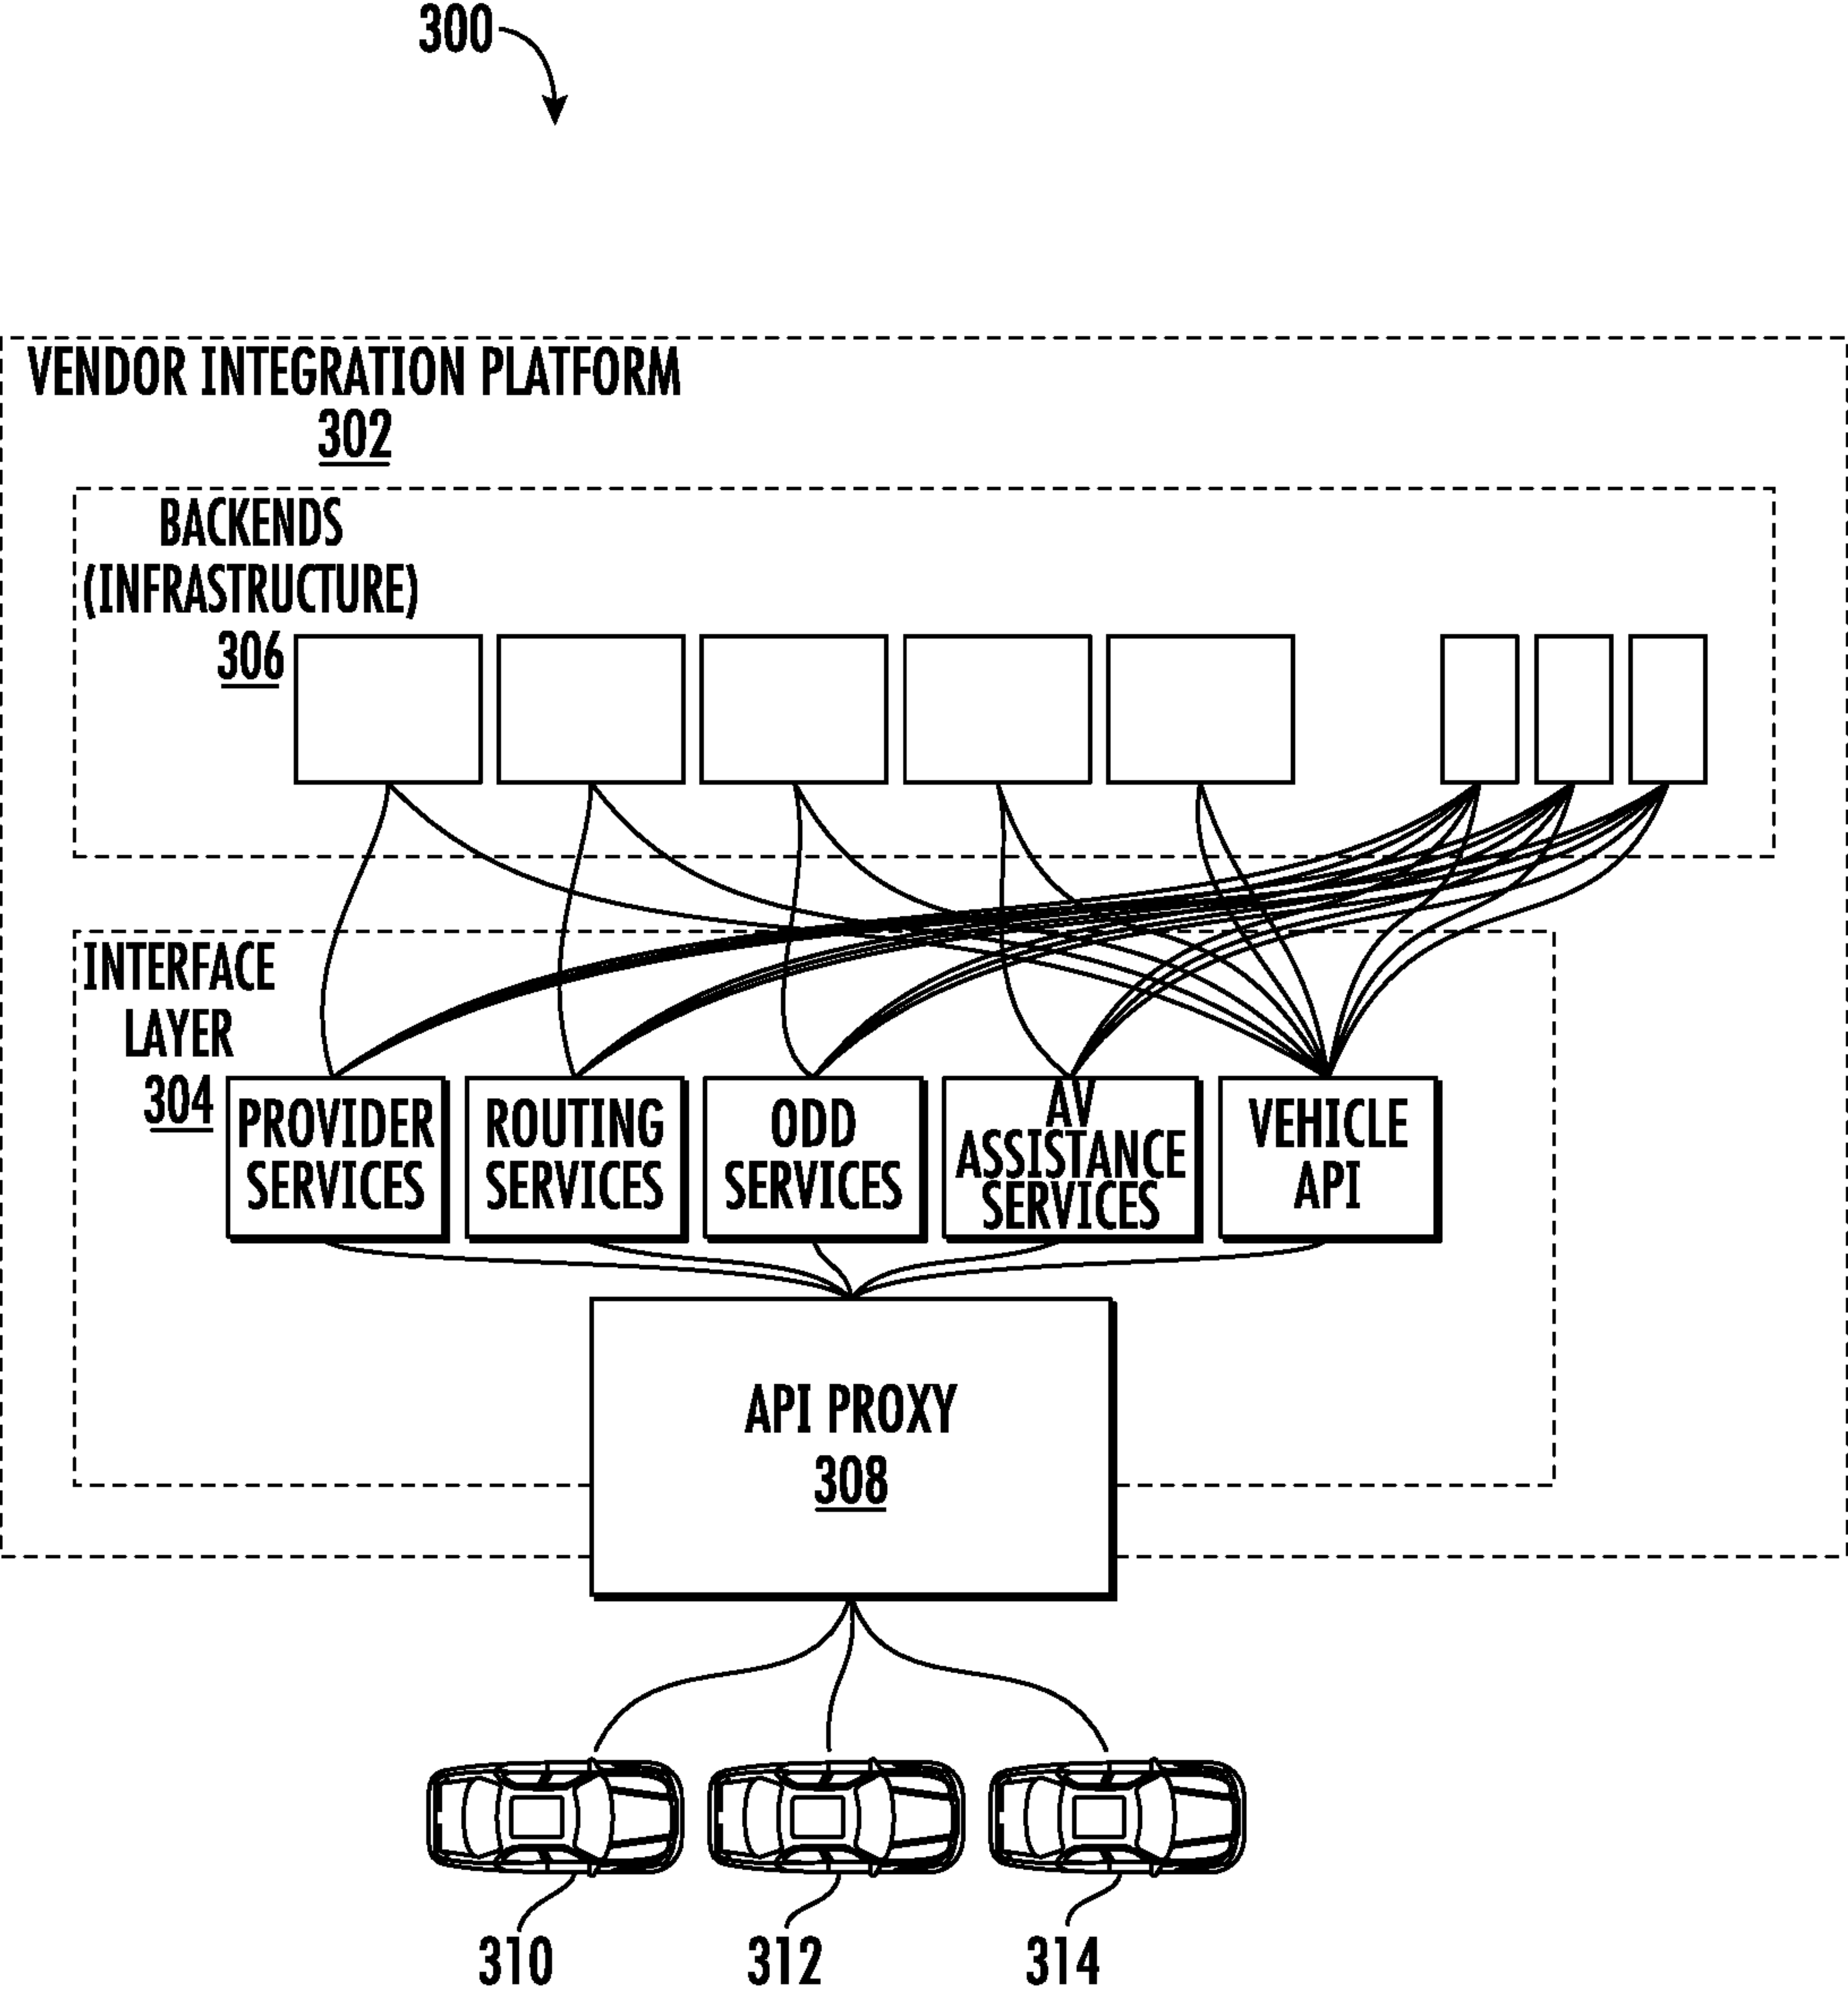 300
VENDOR INTEGRATION PLATFORM
302
BACKENDS
(INFRASTRUCTURE)
306
INTERFACE
LAYER
304
PROVIDER
SERVICES
ROUTING
SERVICES
ODD
SERVICES
AV
ASSISTANCE
SERVICES
VEHICLE
API
API PROXY
308
310
312
314